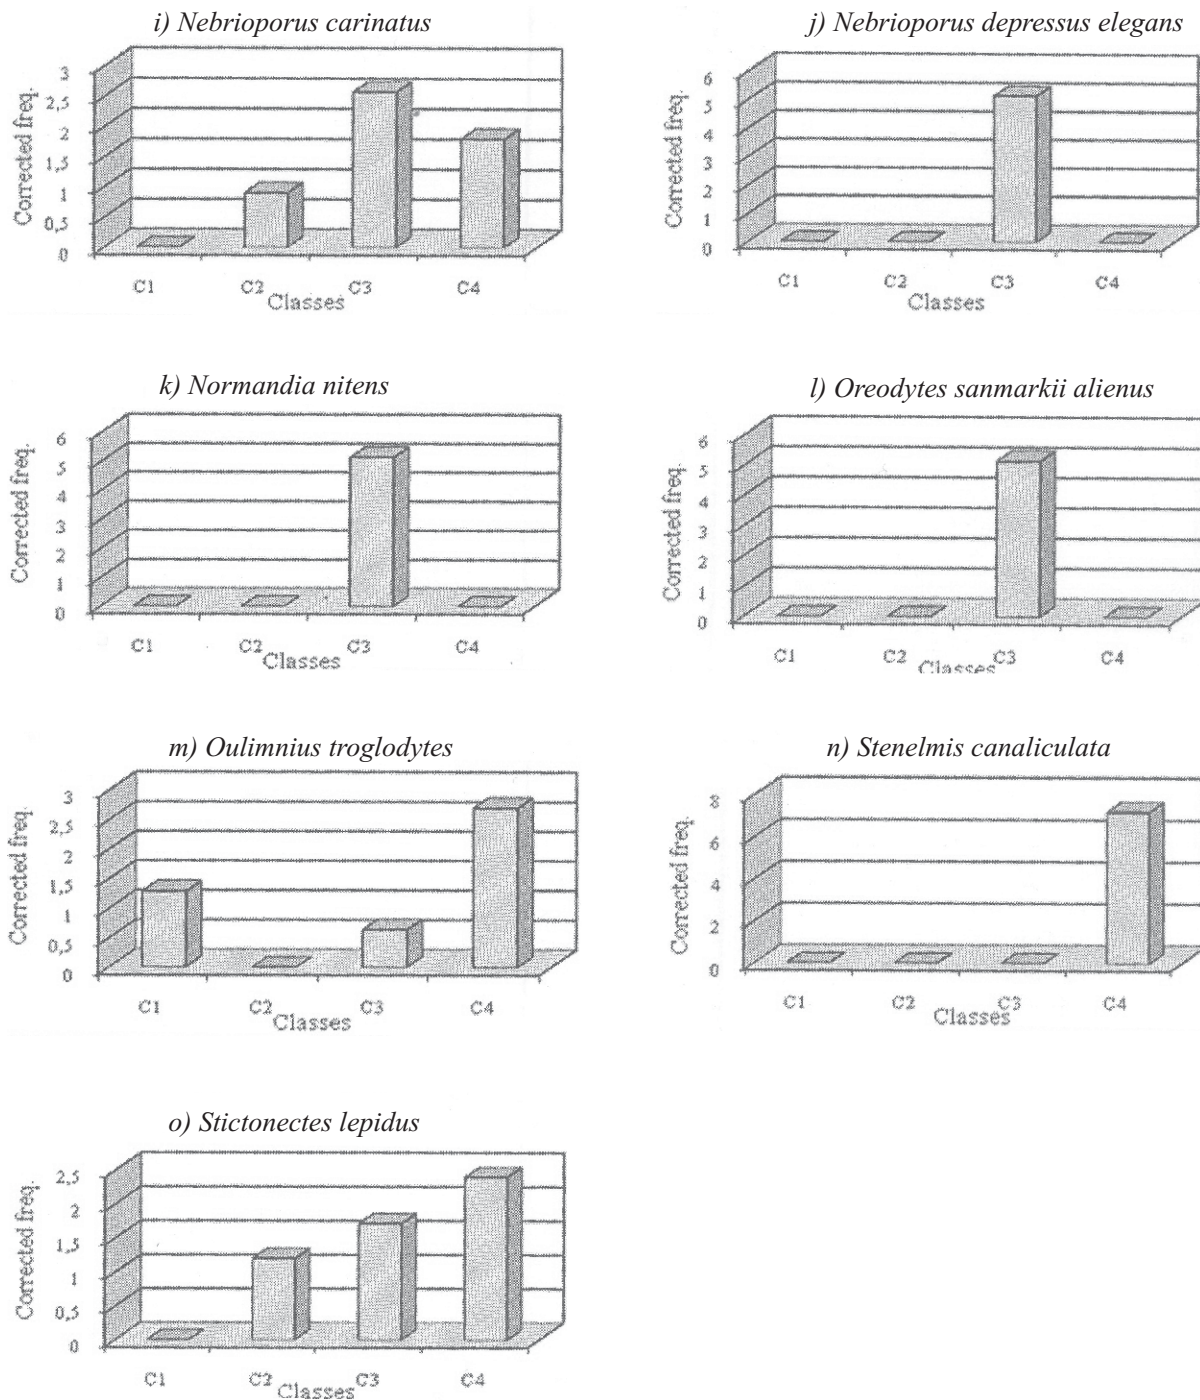 i) Nebrioporus carinatus
Corrected freq.
3
2,5
2
1,5
1
0,5
0
C1 C2 C3 C4
Classes
j) Nebrioporus depressus elegans
Corrected freq.
6
5
4
3
2
1
0
C1 C2 C3 C4
Classes
k) Normandia nitens
Corrected freq.
6
5
4
3
2
1
0
C1 C2 C3 C4
Classes
l) Oreodytes sanmarkii alienus
Corrected freq.
6
5
4
3
2
1
0
C1 C2 C3 C4
Classes
m) Oulimnius troglodytes
Corrected freq.
3
2,5
2
1,5
1
0,5
0
C1 C2 C3 C4
Classes
n) Stenelmis canaliculata
Corrected freq.
8
6
4
2
0
C1 C2 C3 C4
Classes
o) Stictonectes lepidus
Corrected freq.
2,5
2
1,5
1
0,5
0
C1 C2 C3 C4
Classes